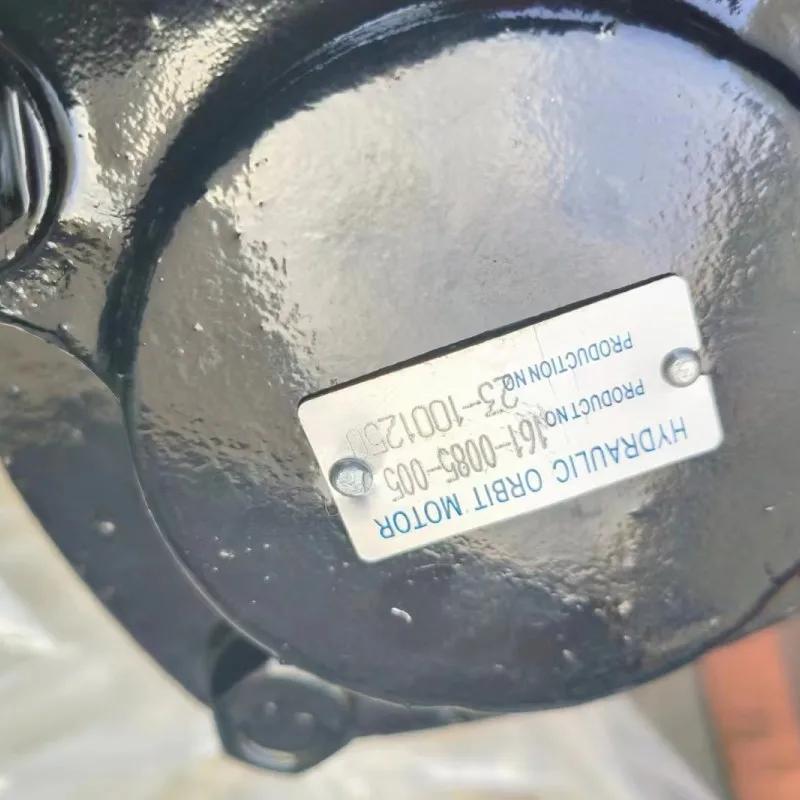 HYDRAULIC ORBIT MOTOR
PRODUCT NO 161-0085-005
PRODUCTION NO 23-1001250